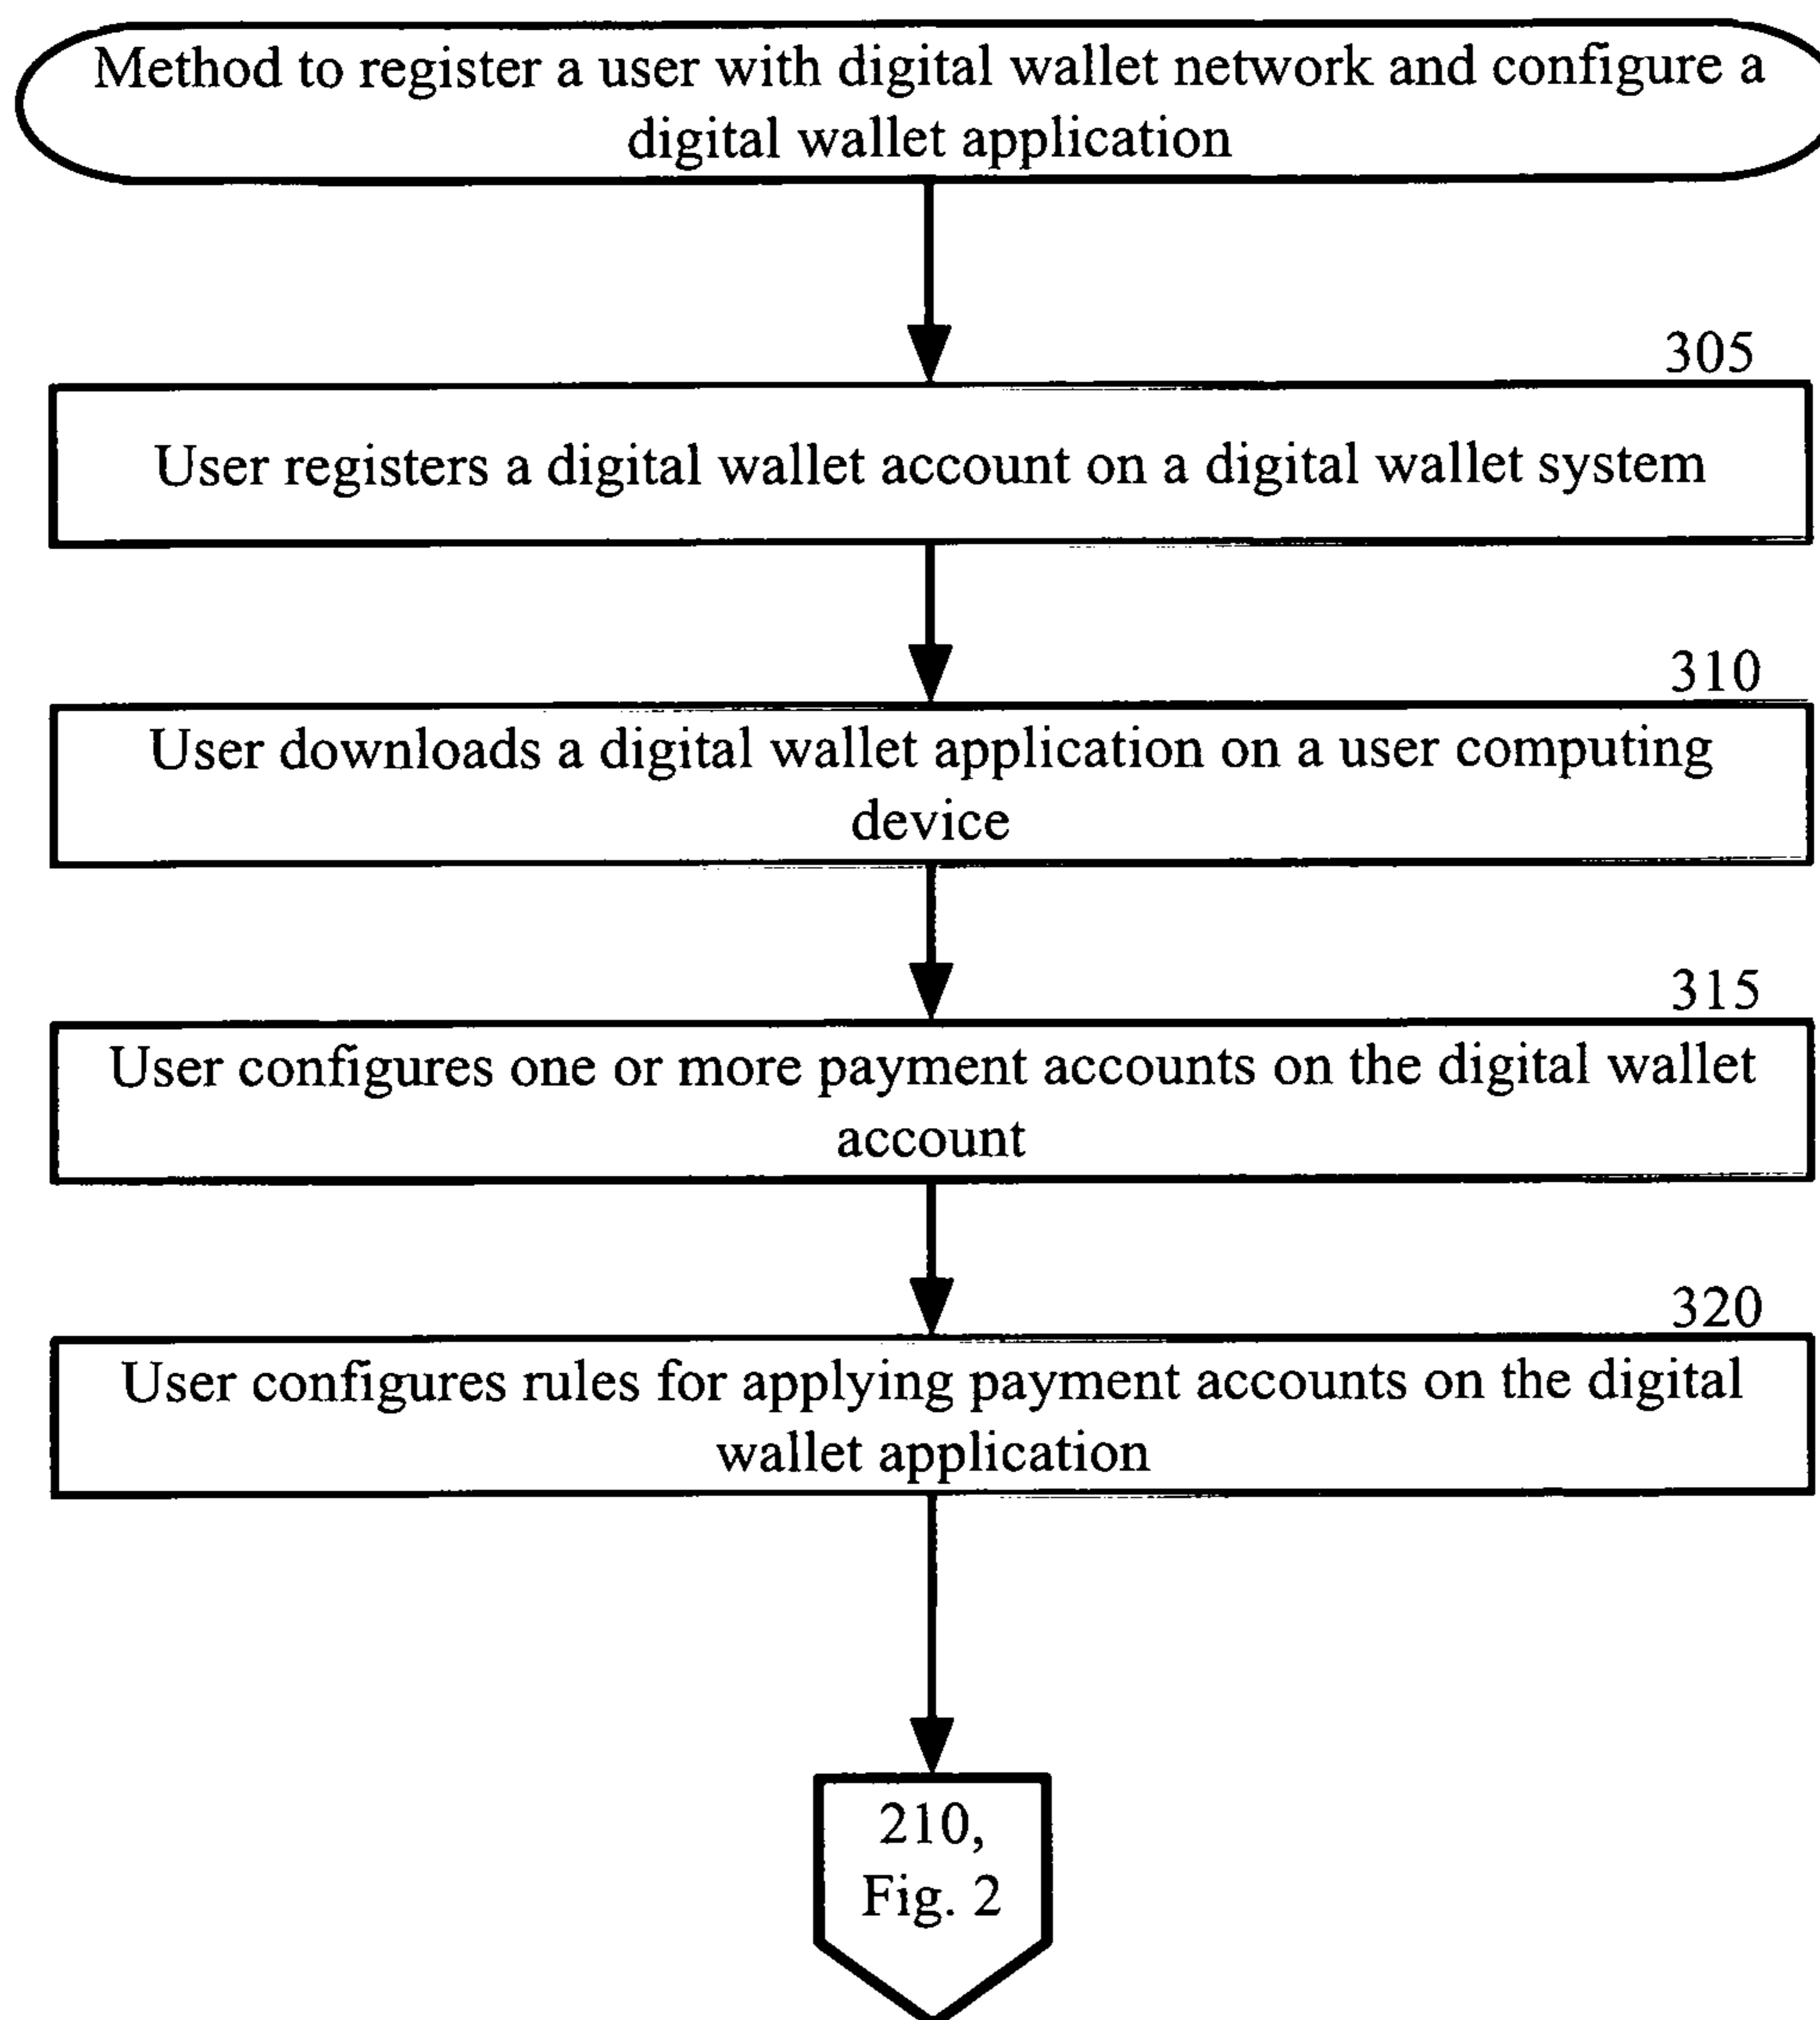 Method to register a user with digital wallet network and configure a
digital wallet application
305
User registers a digital wallet account on a digital wallet system
310
User downloads a digital wallet application on a user computing
device
315
User configures one or more payment accounts on the digital wallet
account
320
User configures rules for applying payment accounts on the digital
wallet application
210,
Fig. 2